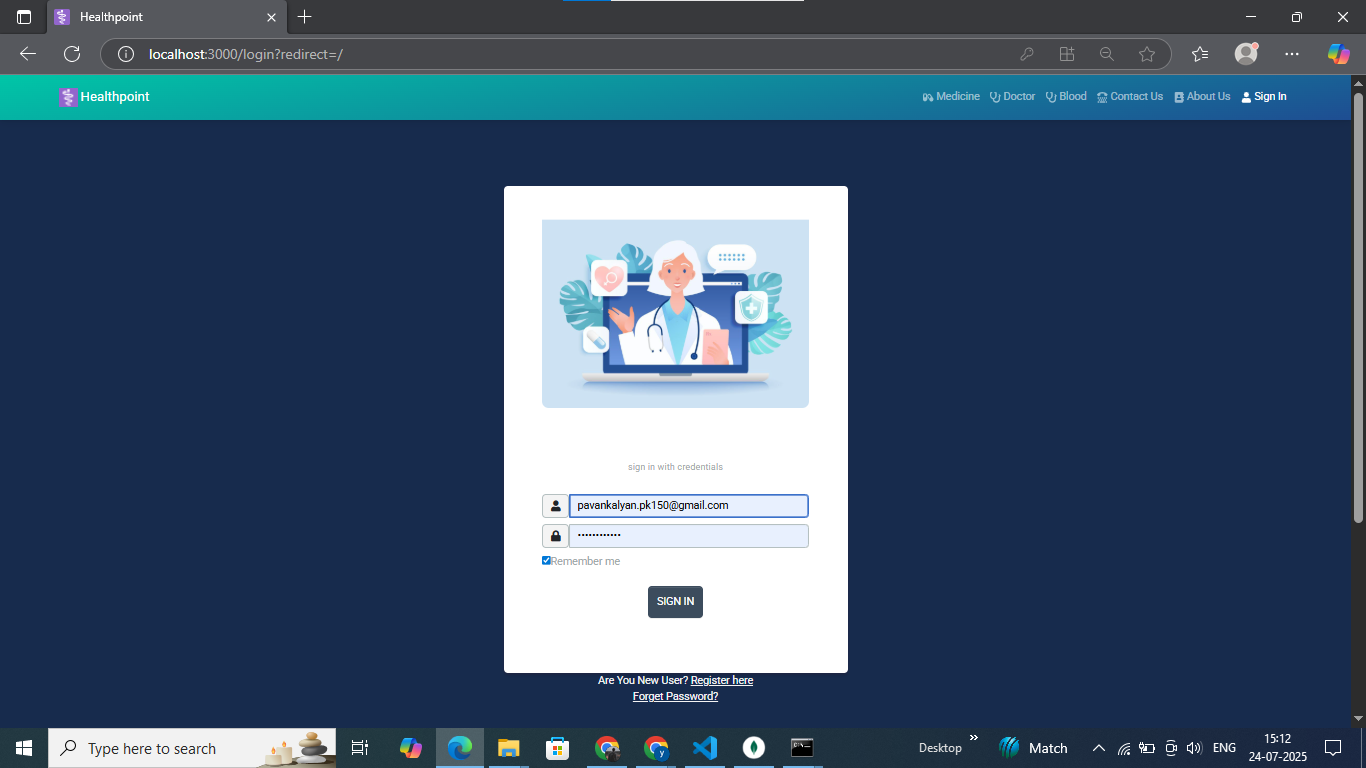 Healthpoint
localhost:3000/login?redirect=/
Healthpoint
Medicine Doctor Blood Contact Us About Us Sign In
sign in with credentials
pavankalyan.pk150@gmail.com
••••••••••••
Remember me
SIGN IN
Are You New User? Register here
Forget Password?
Type here to search
Desktop
Match
ENG
15:12
24-07-2025